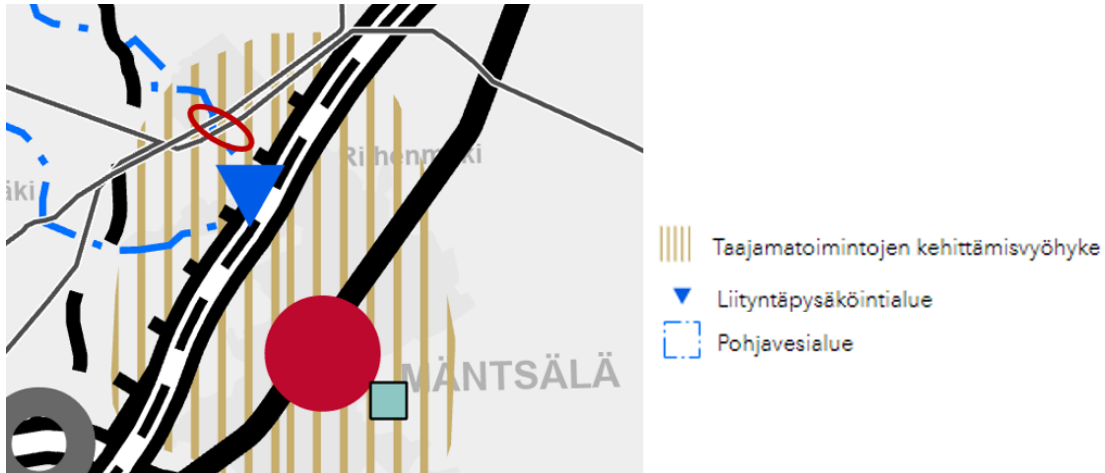 Riihenmäki
äki
MÄNTSÄLÄ
Taajamatoimintojen kehittämisvyöhyke
Liityntäpysäköintialue
Pohjavesialue